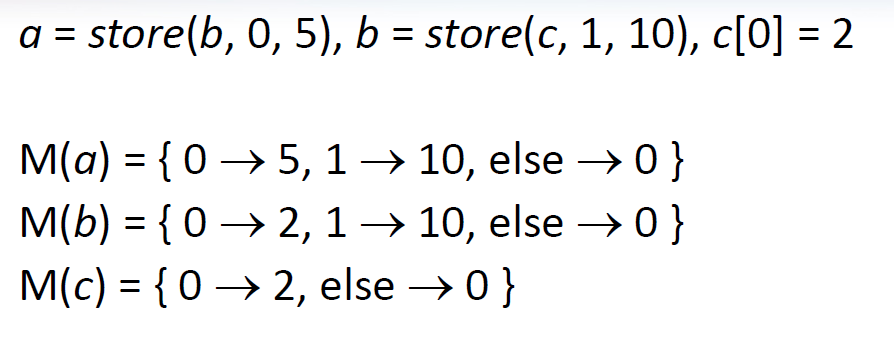 a = store(b, 0, 5), b = store(c, 1, 10), c[0] = 2
M(a) = { 0 → 5, 1 → 10, else → 0 }
M(b) = { 0 → 2, 1 → 10, else → 0 }
M(c) = { 0 → 2, else → 0 }